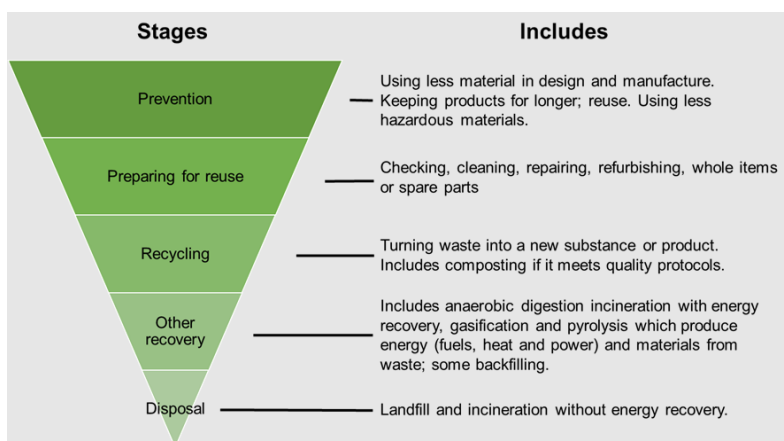 Stages
Includes
Prevention
Using less material in design and manufacture.
Keeping products for longer; reuse. Using less
hazardous materials.
Preparing for reuse
Checking, cleaning, repairing, refurbishing, whole items
or spare parts
Recycling
Turning waste into a new substance or product.
Includes composting if it meets quality protocols.
Other
recovery
Includes anaerobic digestion incineration with energy
recovery, gasification and pyrolysis which produce
energy (fuels, heat and power) and materials from
waste; some backfilling.
Disposal
Landfill and incineration without energy recovery.